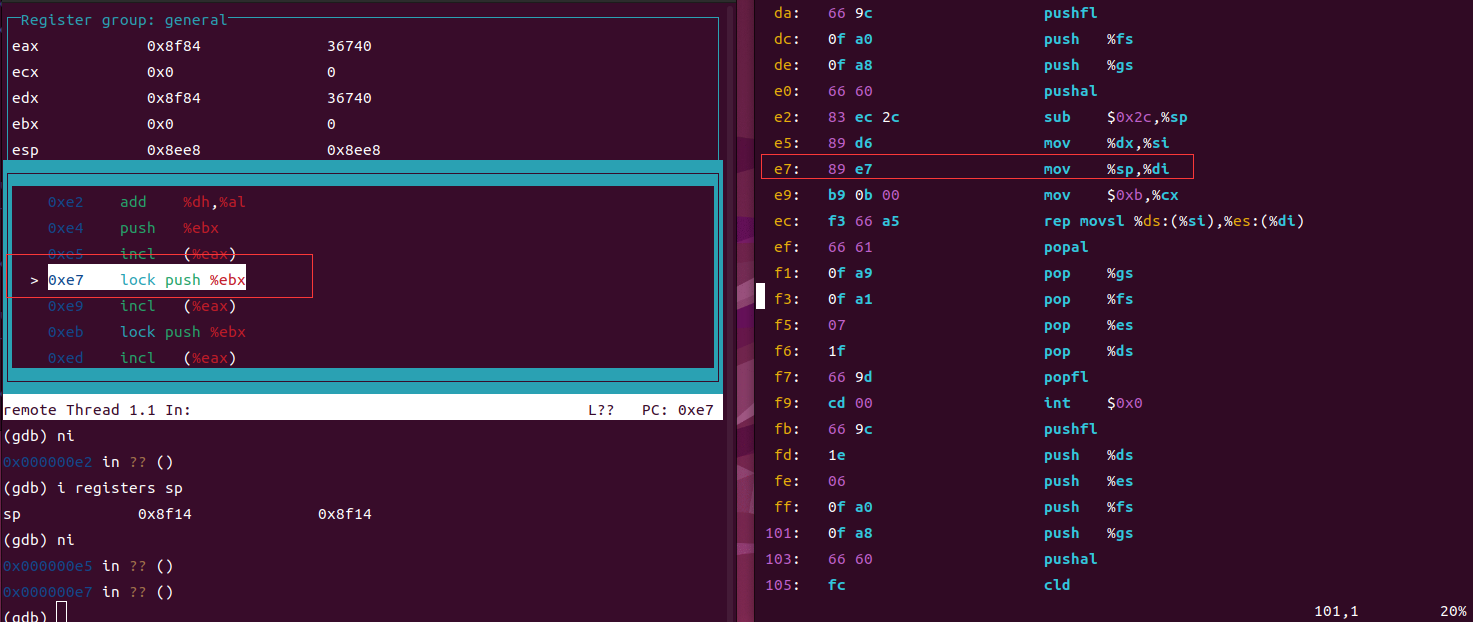 Register group: general
eax 0x8f84 36740
ecx 0x0 0
edx 0x8f84 36740
ebx 0x0 0
esp 0x8ee8 0x8ee8
0xe2 add %dh,%al
0xe4 push %ebx
0xe5 incl (%eax)
> 0xe7 lock push %ebx
0xe9 incl (%eax)
0xeb lock push %ebx
0xed incl (%eax)
remote Thread 1.1 In: L?? PC: 0xe7
(gdb) ni
0x000000e2 in ?? ()
(gdb) i registers sp
sp 0x8f14 0x8f14
(gdb) ni
0x000000e5 in ?? ()
0x000000e7 in ?? ()
(gdb)
da: 66 9c pushfl
dc: 0f a0 push %fs
de: 0f a8 push %gs
e0: 66 60 pushal
e2: 83 ec 2c sub $0x2c,%sp
e5: 89 d6 mov %dx,%si
e7: 89 e7 mov %sp,%di
e9: b9 0b 00 mov $0xb,%cx
ec: f3 66 a5 rep movsl %ds:(%si),%es:(%di)
ef: 66 61 popal
f1: 0f a9 pop %gs
f3: 0f a1 pop %fs
f5: 07 pop %es
f6: 1f pop %ds
f7: 66 9d popfl
f9: cd 00 int $0x0
fb: 66 9c pushfl
fd: 1e push %ds
fe: 06 push %es
ff: 0f a0 push %fs
101: 0f a8 push %gs
103: 66 60 pushal
105: fc cld
101,1 20%